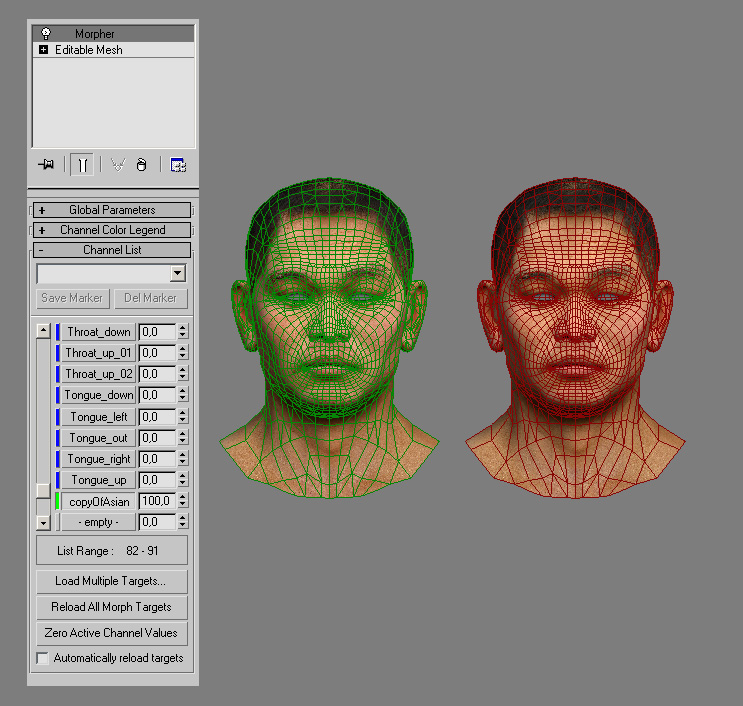 Morpher
Editable Mesh
+ Global Parameters
+ Channel Color Legend
- Channel List
Save Marker Del Marker
Throat_down 0,0
Throat_up_01 0,0
Throat_up_02 0,0
Tongue_down 0,0
Tongue_left 0,0
Tongue_out 0,0
Tongue_right 0,0
Tongue_up 0,0
copyOfAsian 100,0
- empty - 0,0
List Range : 82 - 91
Load Multiple Targets...
Reload All Morph Targets
Zero Active Channel Values
Automatically reload targets